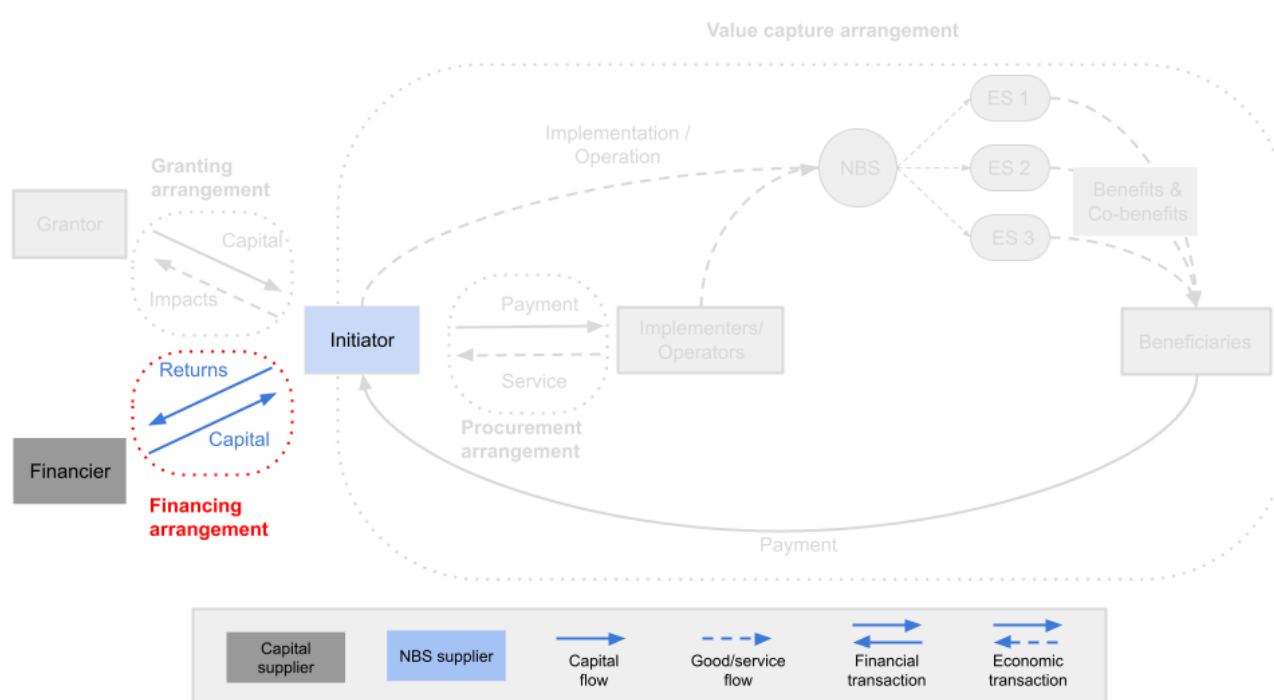 Value capture arrangement
ES 1
Implementation /
Operation
Granting
arrangement
NBS
ES 2
Benefits &
Co-benefits
Grantor
Capital
ES 3
Impacts
Payment
Initiator
Implementers/
Operators
Beneficiaries
Returns
Service
Capital
Procurement
arrangement
Financier
Financing
arrangement
Payment
Capital
supplier
NBS supplier
Capital
flow
Good/service
flow
Financial
transaction
Economic
transaction